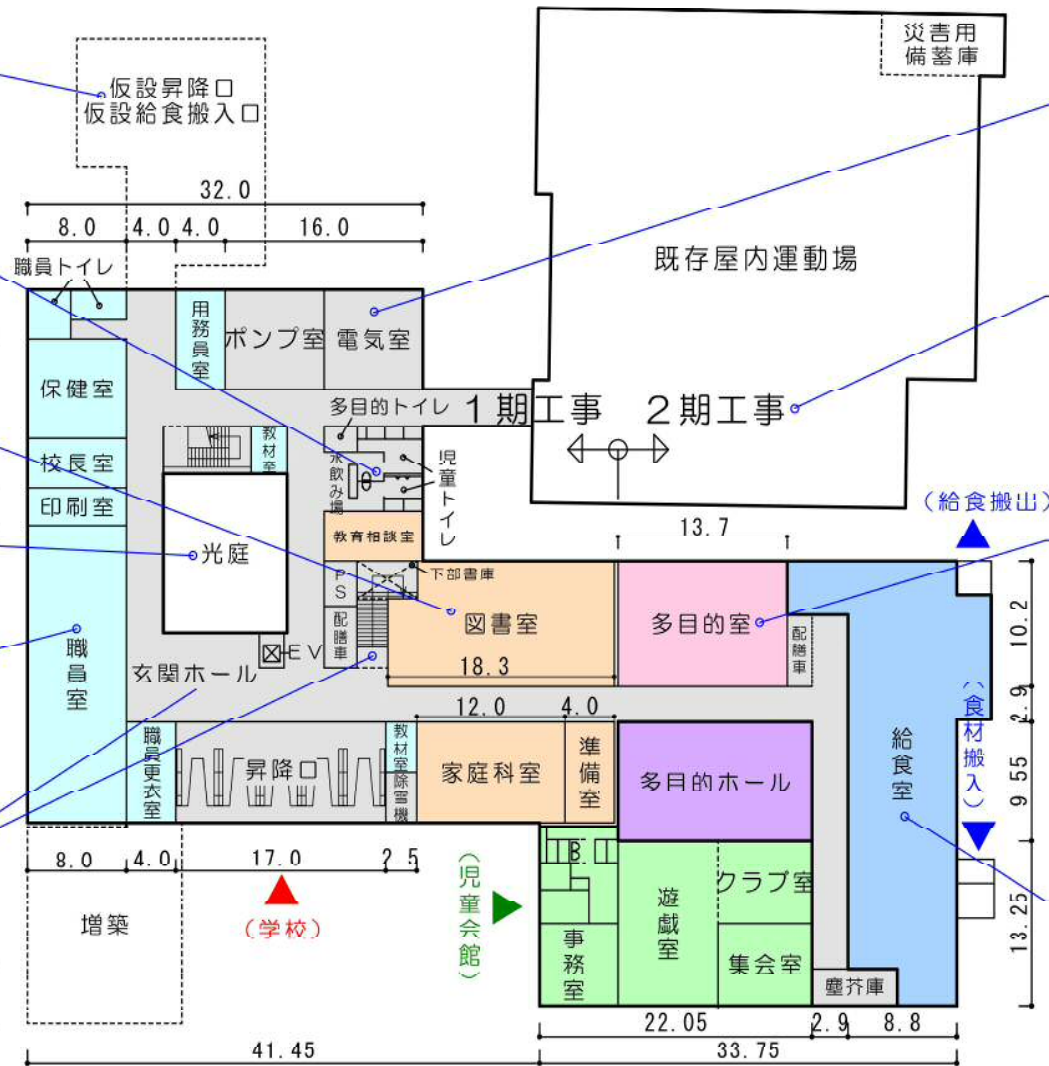 災害用
備蓄庫
仮設昇降口
仮設給食搬入口
32.0
8.0
4.0
4.0
16.0
既存屋内運動場
職員トイレ
用務員室
ポンプ室
電気室
保健室
多目的トイレ
1期工事
2期工事
教材室
水飲み場
児童トイレ
校長室
印刷室
(給食搬出)
13.7
教育相談室
光庭
PS
下部書庫
配膳車
図書室
多目的室
配膳車
10.2
職員室
玄関ホール
EV
18.3
2.9
(食材搬入)
12.0
4.0
職員更衣室
昇降口
教材室
除雪機
家庭科室
準備室
多目的ホール
給食室
9.55
8.0
4.0
17.0
2.5
(児童会館)
B
遊戯室
クラブ室
13.25
増築
(学校)
事務室
集会室
塵芥庫
22.05
2.9
8.8
41.45
33.75